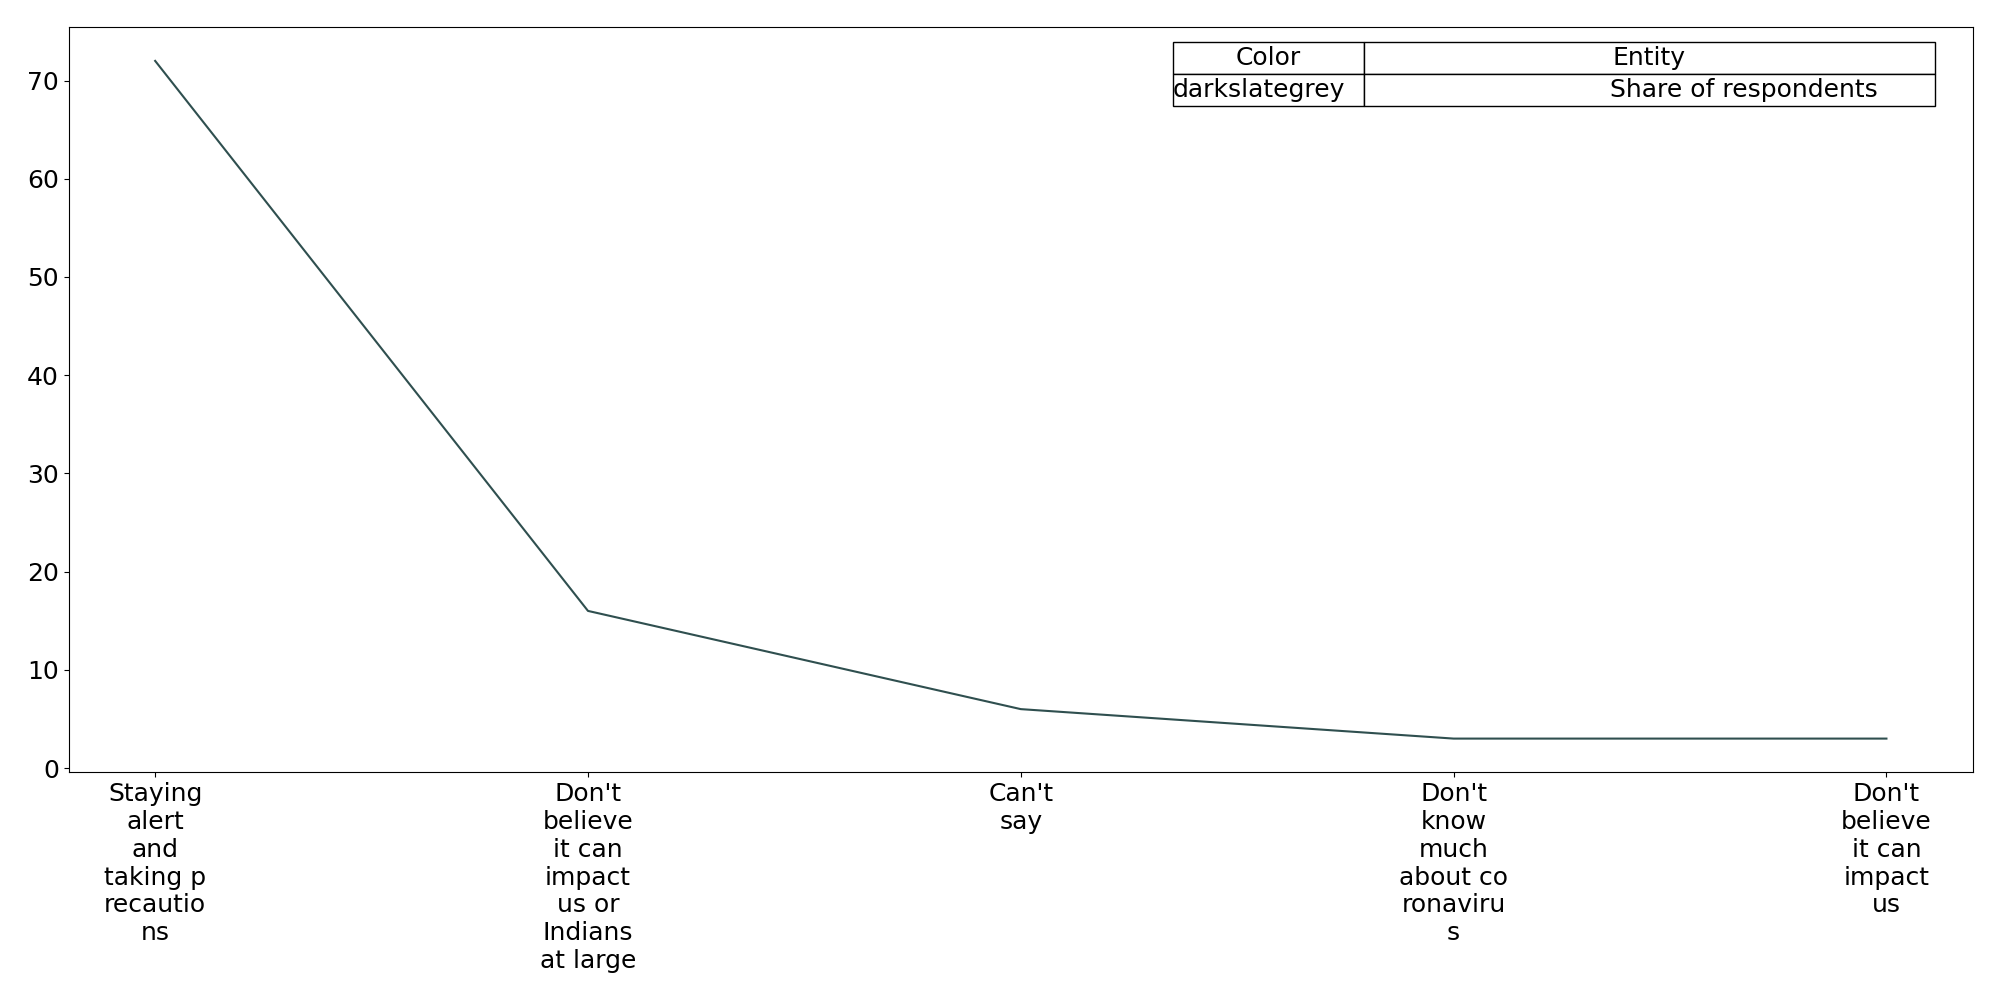 Color Entity
darkslategrey Share of respondents
70
60
50
40
30
20
10
0
Staying
alert
and
taking p
recautio
ns
Don't
believe
it can
impact
us or
Indians
at large
Can't
say
Don't
know
much
about co
ronaviru
s
Don't
believe
it can
impact
us